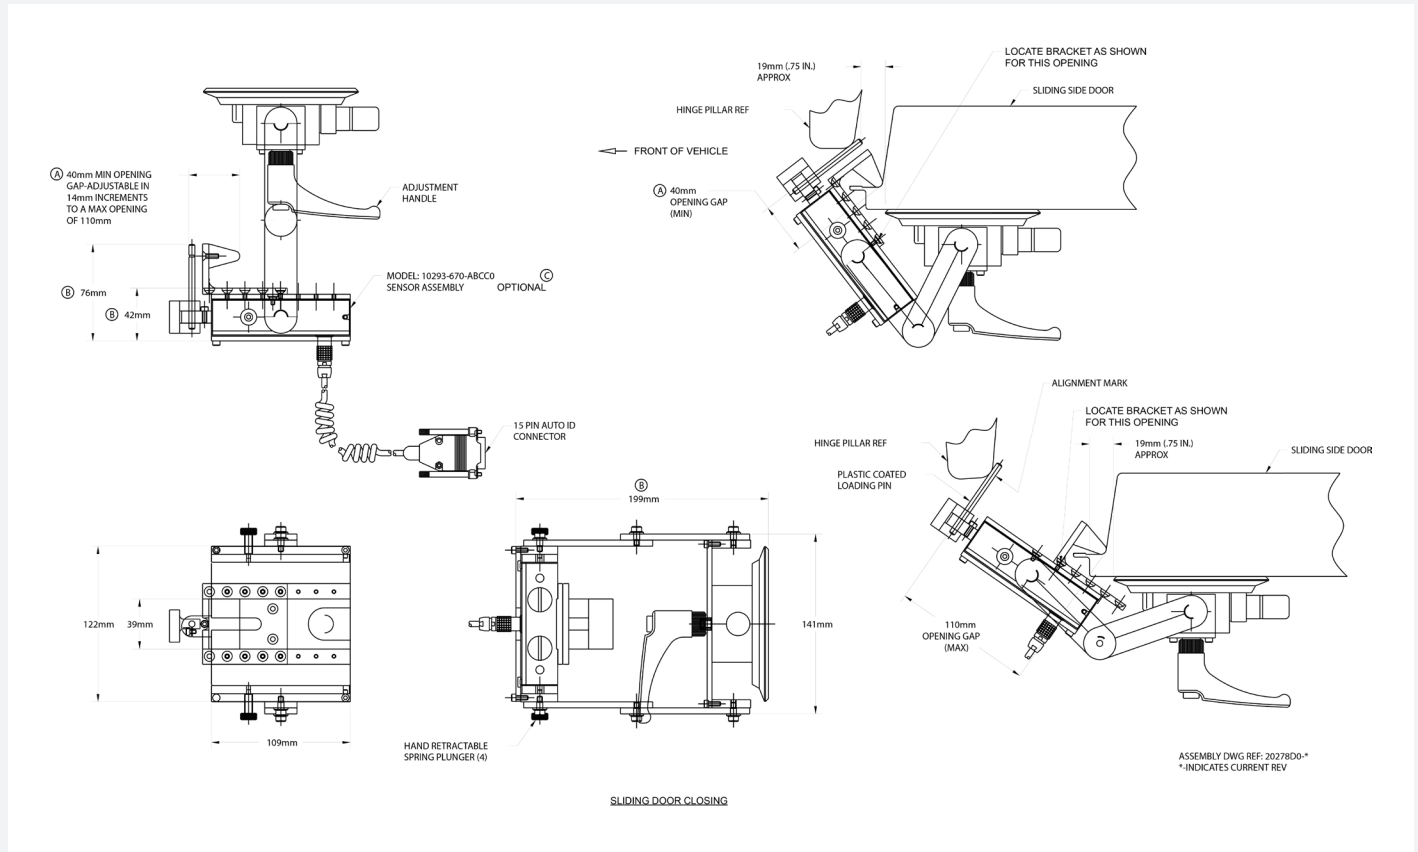 19mm (.75 IN.)
APPROX
LOCATE BRACKET AS SHOWN
FOR THIS OPENING
SLIDING SIDE DOOR
HINGE PILLAR REF
FRONT OF VEHICLE
A 40mm
OPENING GAP
(MIN)
A 40mm MIN OPENING
GAP-ADJUSTABLE IN
14mm INCREMENTS
TO A MAX OPENING
OF 110mm
ADJUSTMENT
HANDLE
B 76mm
B 42mm
MODEL: 10293-670-ABCC0
SENSOR ASSEMBLY
OPTIONAL C
15 PIN AUTO ID
CONNECTOR
ALIGNMENT MARK
LOCATE BRACKET AS SHOWN
FOR THIS OPENING
HINGE PILLAR REF
19mm (.75 IN.)
APPROX
SLIDING SIDE DOOR
PLASTIC COATED
LOADING PIN
110mm
OPENING GAP
(MAX)
B
199mm
122mm
39mm
141mm
109mm
HAND RETRACTABLE
SPRING PLUNGER (4)
ASSEMBLY DWG REF: 20278D0-*
*-INDICATES CURRENT REV
SLIDING DOOR CLOSING